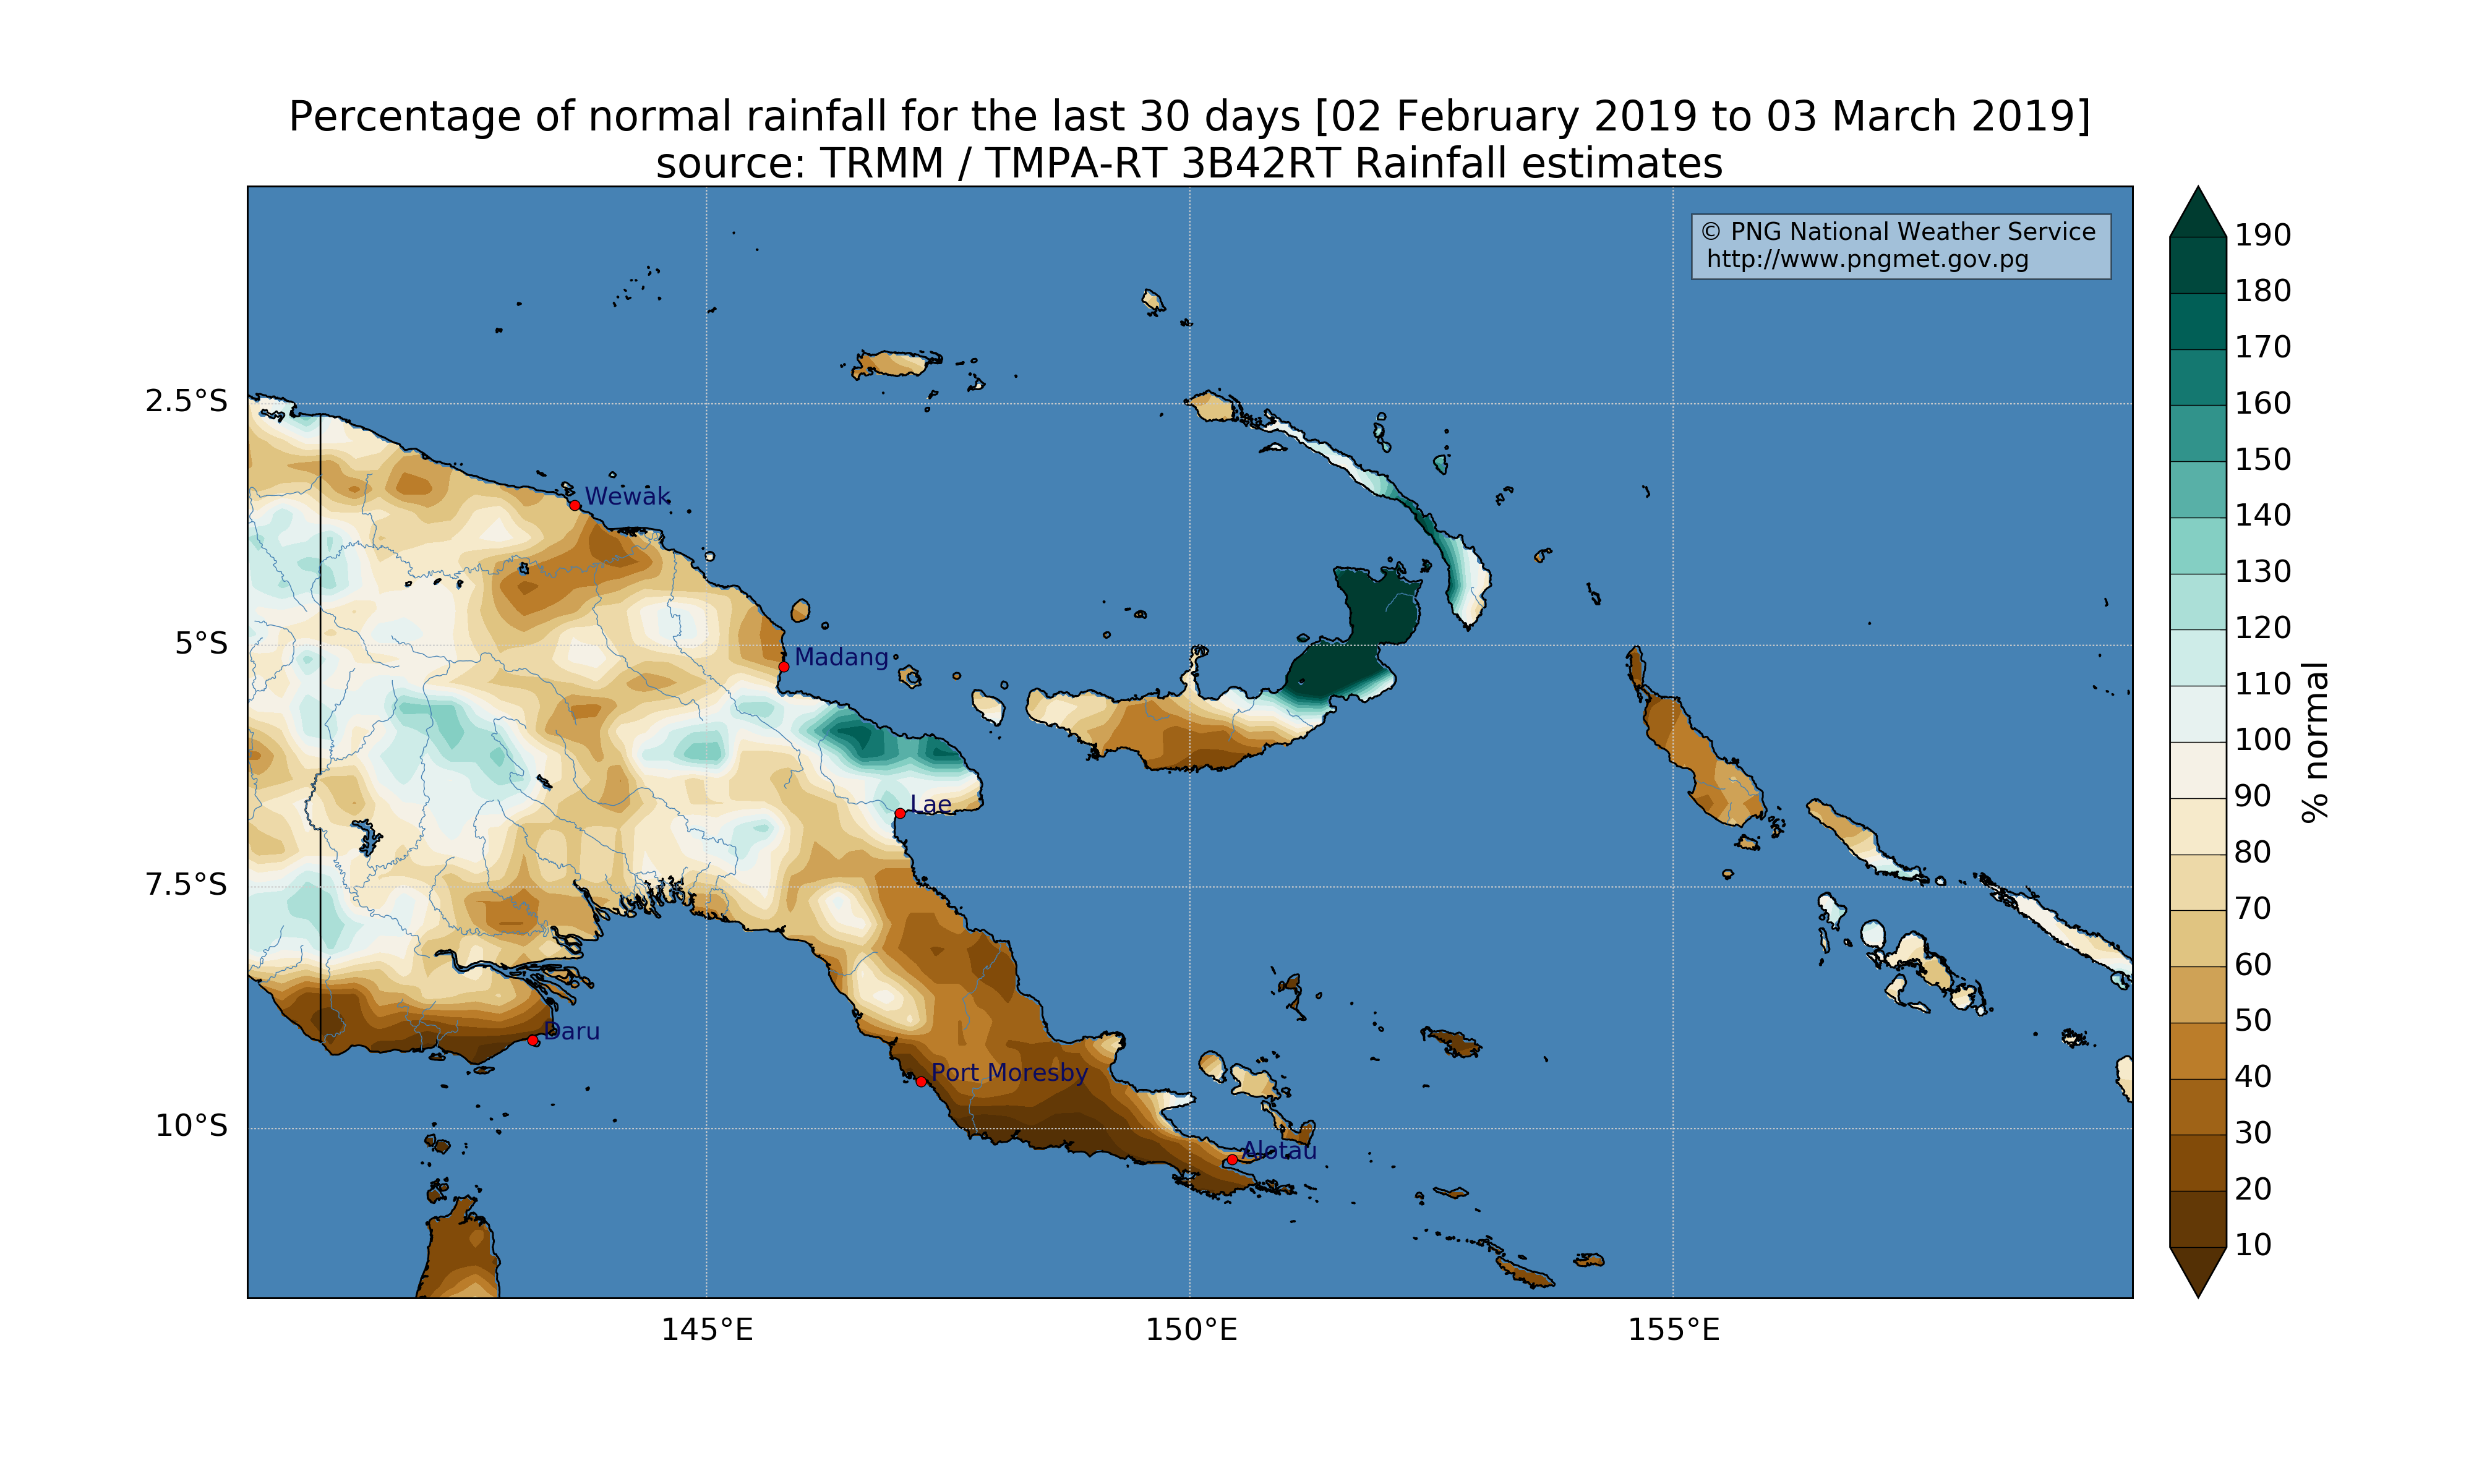 Percentage of normal rainfall for the last 30 days [02 February 2019 to 03 March 2019]
source: TRMM / TMPA-RT 3B42RT Rainfall estimates
© PNG National Weather Service
http://www.pngmet.gov.pg
2.5°S
5°S
7.5°S
10°S
145°E
150°E
155°E
Wewak
Madang
Lae
Daru
Port Moresby
Alotau
190
180
170
160
150
140
130
120
110
100
90
80
70
60
50
40
30
20
10
% normal